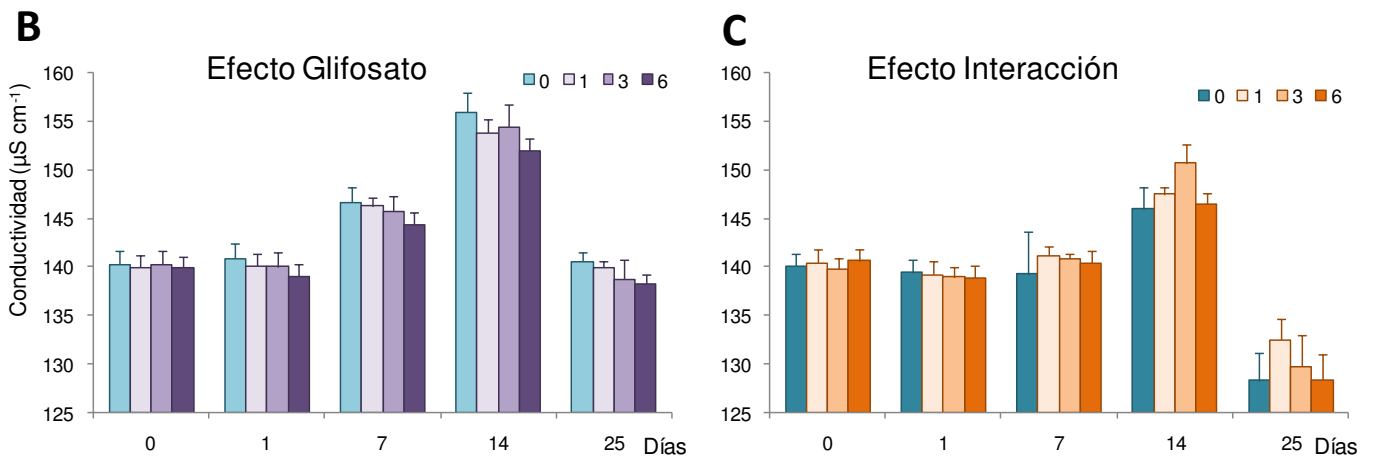 B
Efecto Glifosato
0 1 3 6
Conductividad (µS cm-1)
160
155
150
145
140
135
130
125
0 1 7 14 25 Días
C
Efecto Interacción
0 1 3 6
160
155
150
145
140
135
130
125
0 1 7 14 25 Días